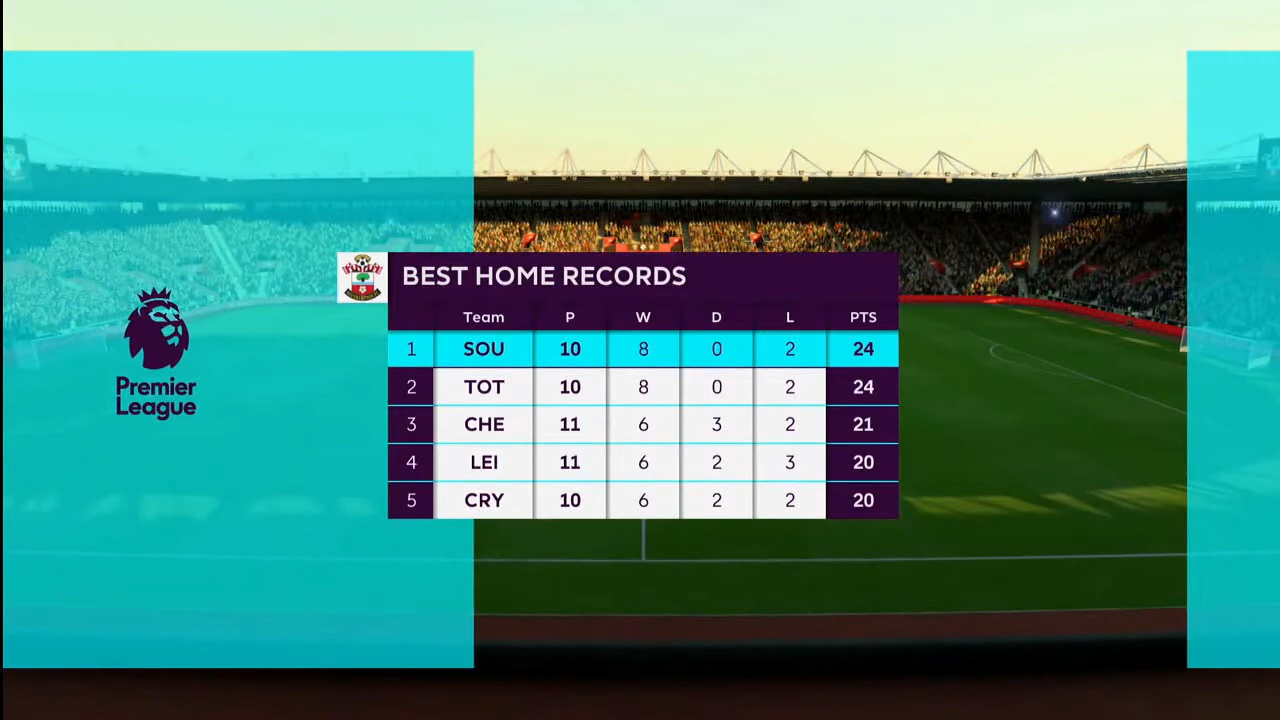 BEST HOME RECORDS
Team P W D L PTS
1 SOU 10 8 0 2 24
2 TOT 10 8 0 2 24
3 CHE 11 6 3 2 21
4 LEI 11 6 2 3 20
5 CRY 10 6 2 2 20
Premier
League